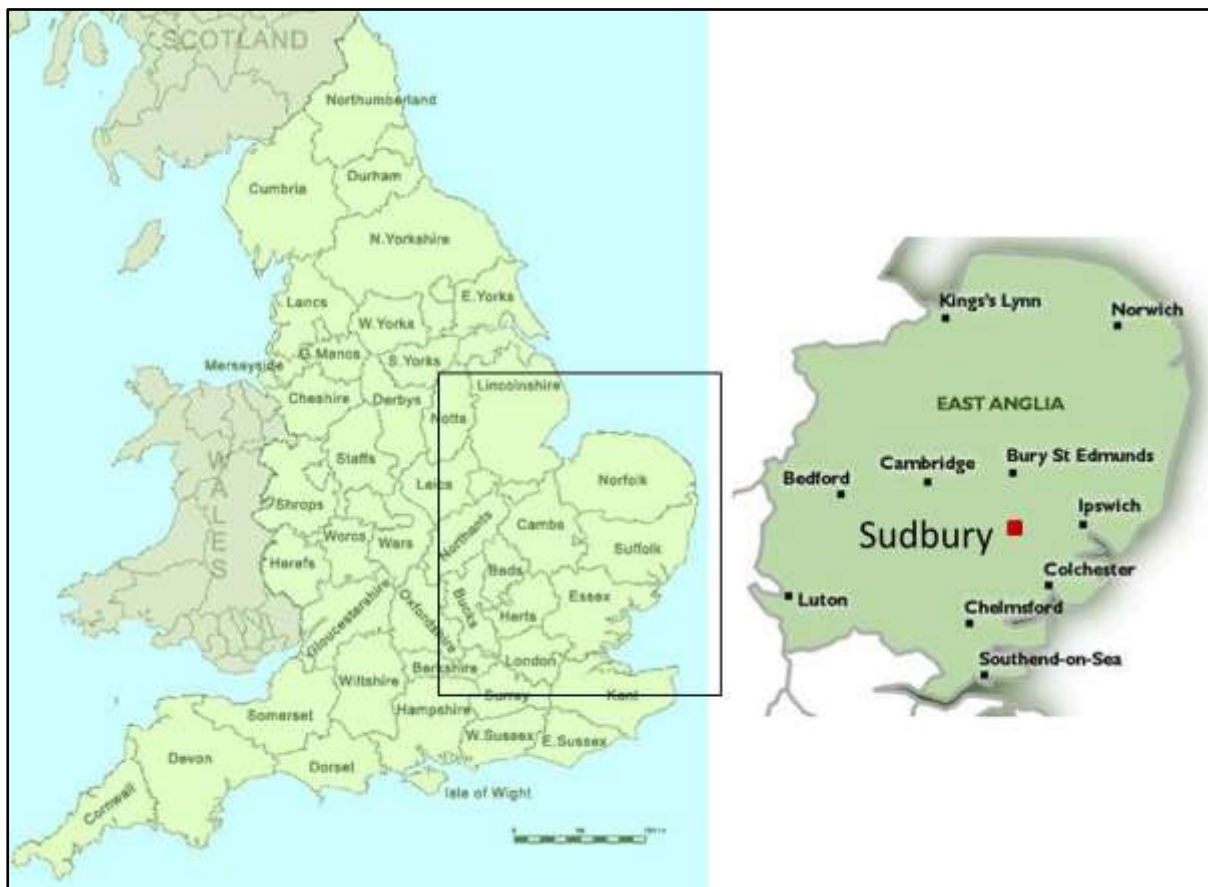 SCOTLAND
Northumberland
Durham
Cumbria
N.Yorkshire
Lancs
E.Yorks
W.Yorks
G.Mancs
S.Yorks
Merseyside
Lincolnshire
Cheshire
Derbys
Notts
WALES
Staffs
Leics
Norfolk
Shrops
Normants
Cambs
Worcs
Wars
Suffolk
Herefs
Beds
Bucks
Essex
Gloucestershire
Oxfordshire
Herts
London
Berkshire
Wiltshire
Surrey
Kent
Somerset
Hampshire
W.Sussex
E.Sussex
Devon
Dorset
Cornwall
Isle of Wight
Kings's Lynn
Norwich
EAST ANGLIA
Bury St Edmunds
Cambridge
Bedford
Ipswich
Sudbury
Colchester
Luton
Chelmsford
Southend-on-Sea